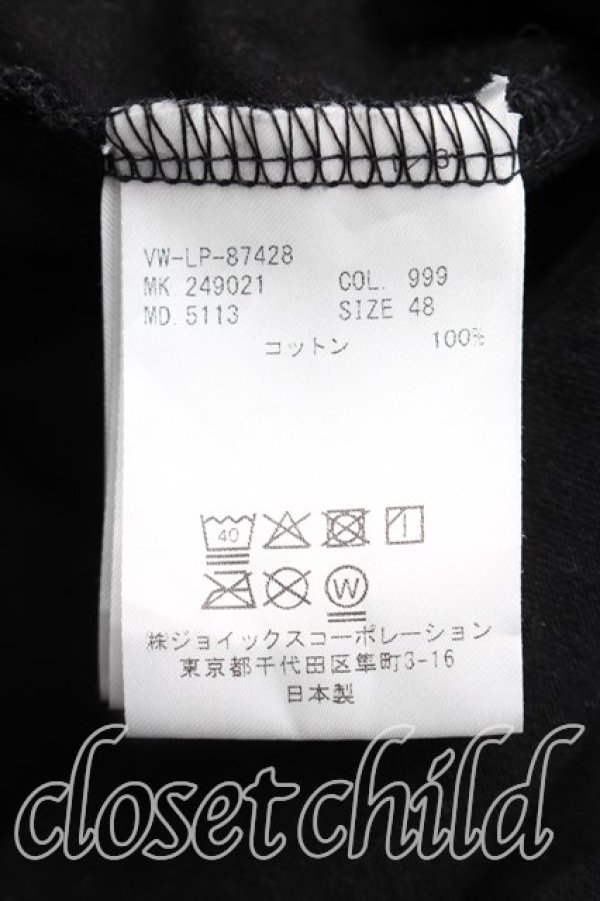 VW-LP-87428
MK 249021 COL. 999
MD.5113 SIZE 48
コットン 100%
40
W
株ジョイックスコーポレーション
東京都千代田区隼町3-16
日本製
closetchild